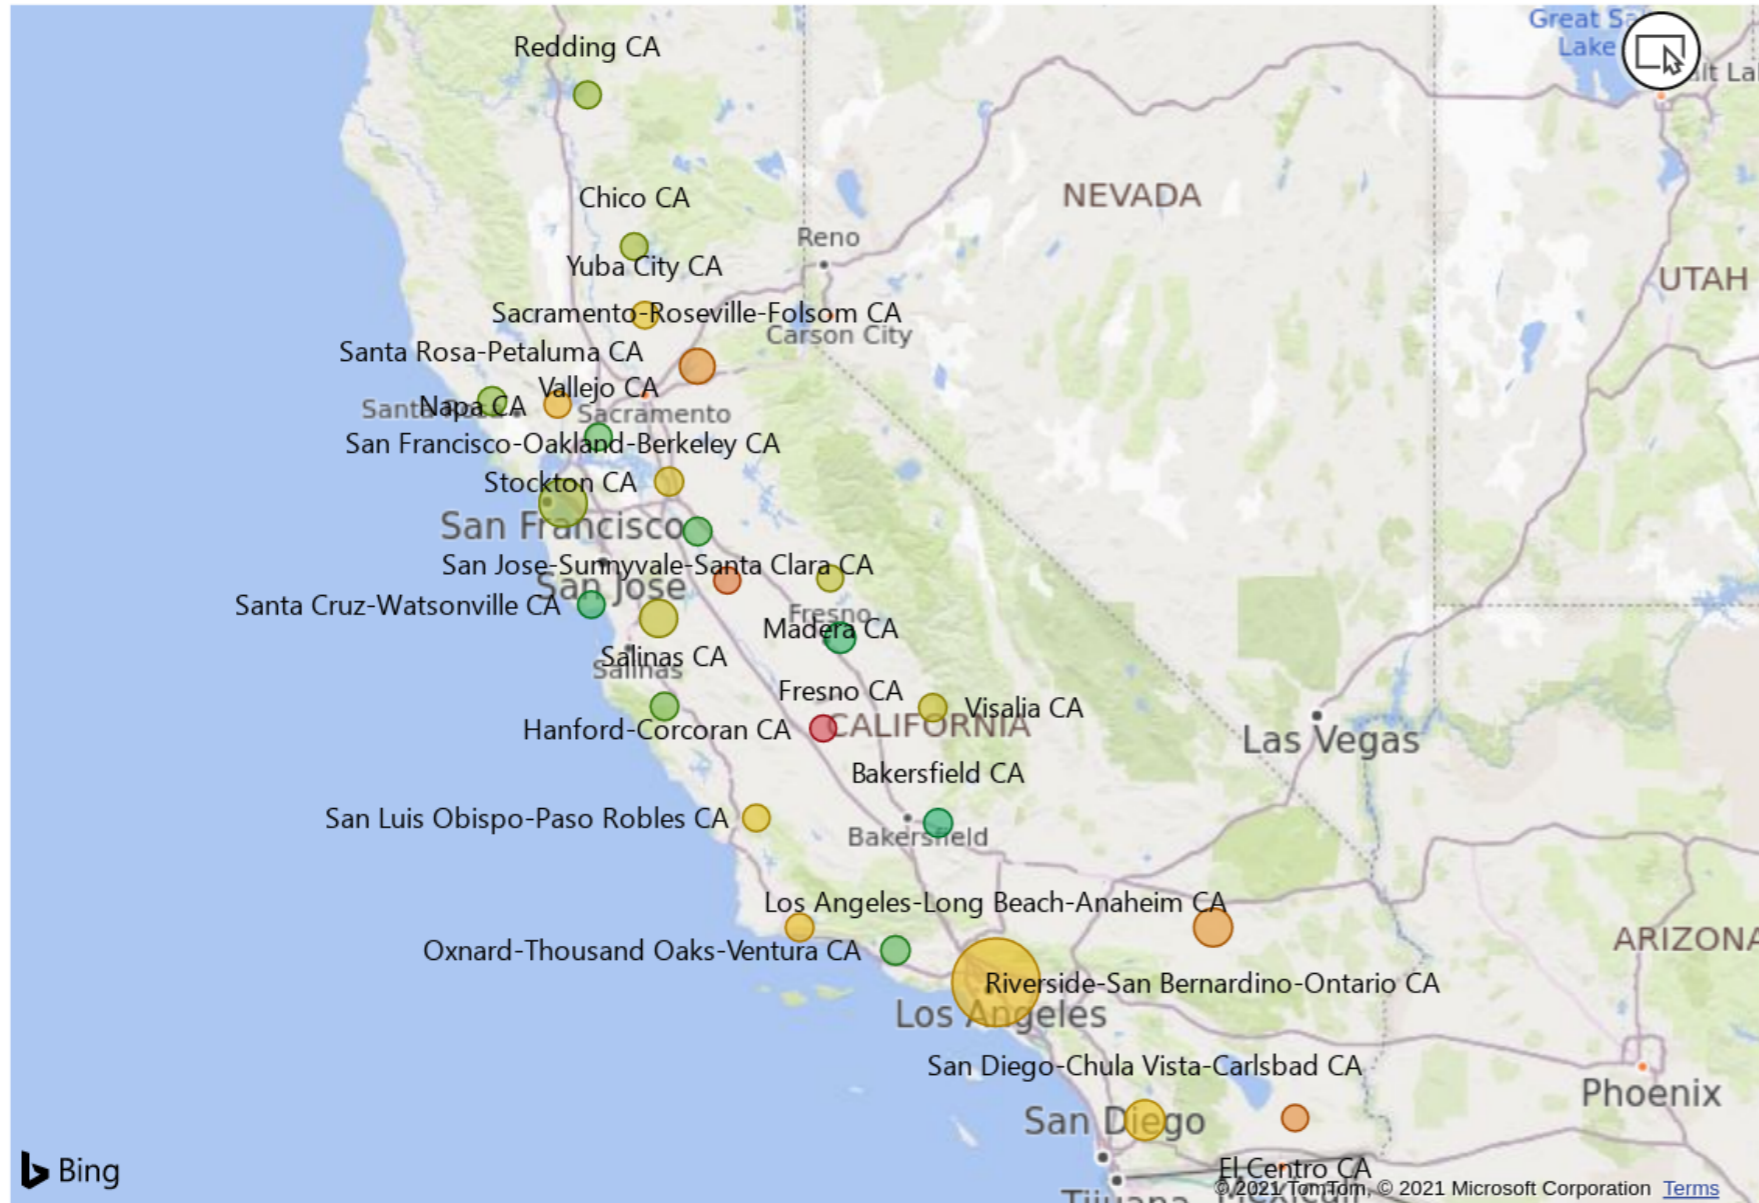 Great Sa
Lake
alt La
Redding CA
NEVADA
Chico CA
Reno
Yuba City CA
UTAH
Sacramento-Roseville-Folsom CA
Carson City
Santa Rosa-Petaluma CA
Vallejo CA
Napa CA
Sacramento
San Francisco-Oakland-Berkeley CA
Stockton CA
San Francisco
San Jose-Sunnyvale-Santa Clara CA
San Jose
Santa Cruz-Watsonville CA
Fresno
Madera CA
Salinas CA
Salinas
Fresno CA
Visalia CA
Hanford-Corcoran CA
CALIFORNIA
Las Vegas
Bakersfield CA
San Luis Obispo-Paso Robles CA
Bakersfield
Los Angeles-Long Beach-Anaheim CA
Oxnard-Thousand Oaks-Ventura CA
ARIZONA
Riverside-San Bernardino-Ontario CA
Los Angeles
San Diego-Chula Vista-Carlsbad CA
Phoenix
San Diego
El Centro CA
Bing
© 2021 TomTom, © 2021 Microsoft Corporation Terms